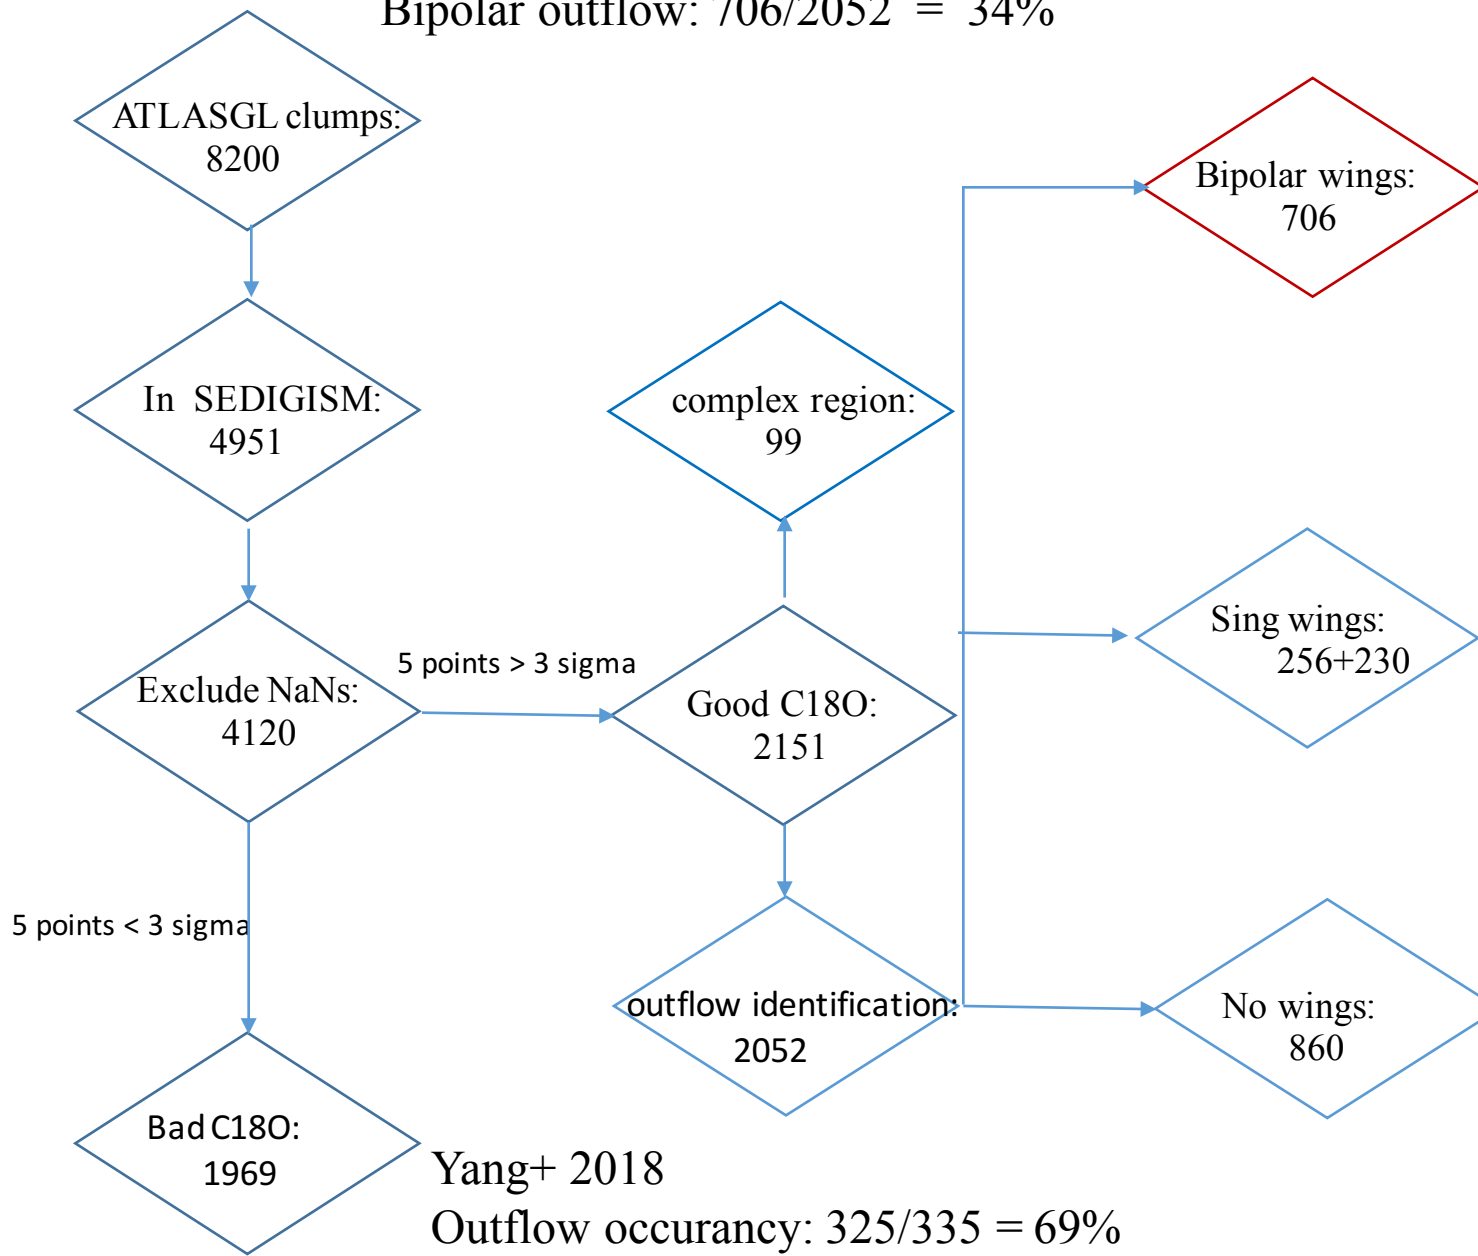 Bipolar outflow: 706/2052 = 34%
ATLASGL clumps:
8200
Bipolar wings:
706
In SEDIGISM:
4951
complex region:
99
Sing wings:
256+230
5 points > 3 sigma
Exclude NaNs:
4120
Good C18O:
2151
5 points < 3 sigma
outflow identification:
2052
No wings:
860
Bad C18O:
1969
Yang+ 2018
Outflow occurancy: 325/335 = 69%